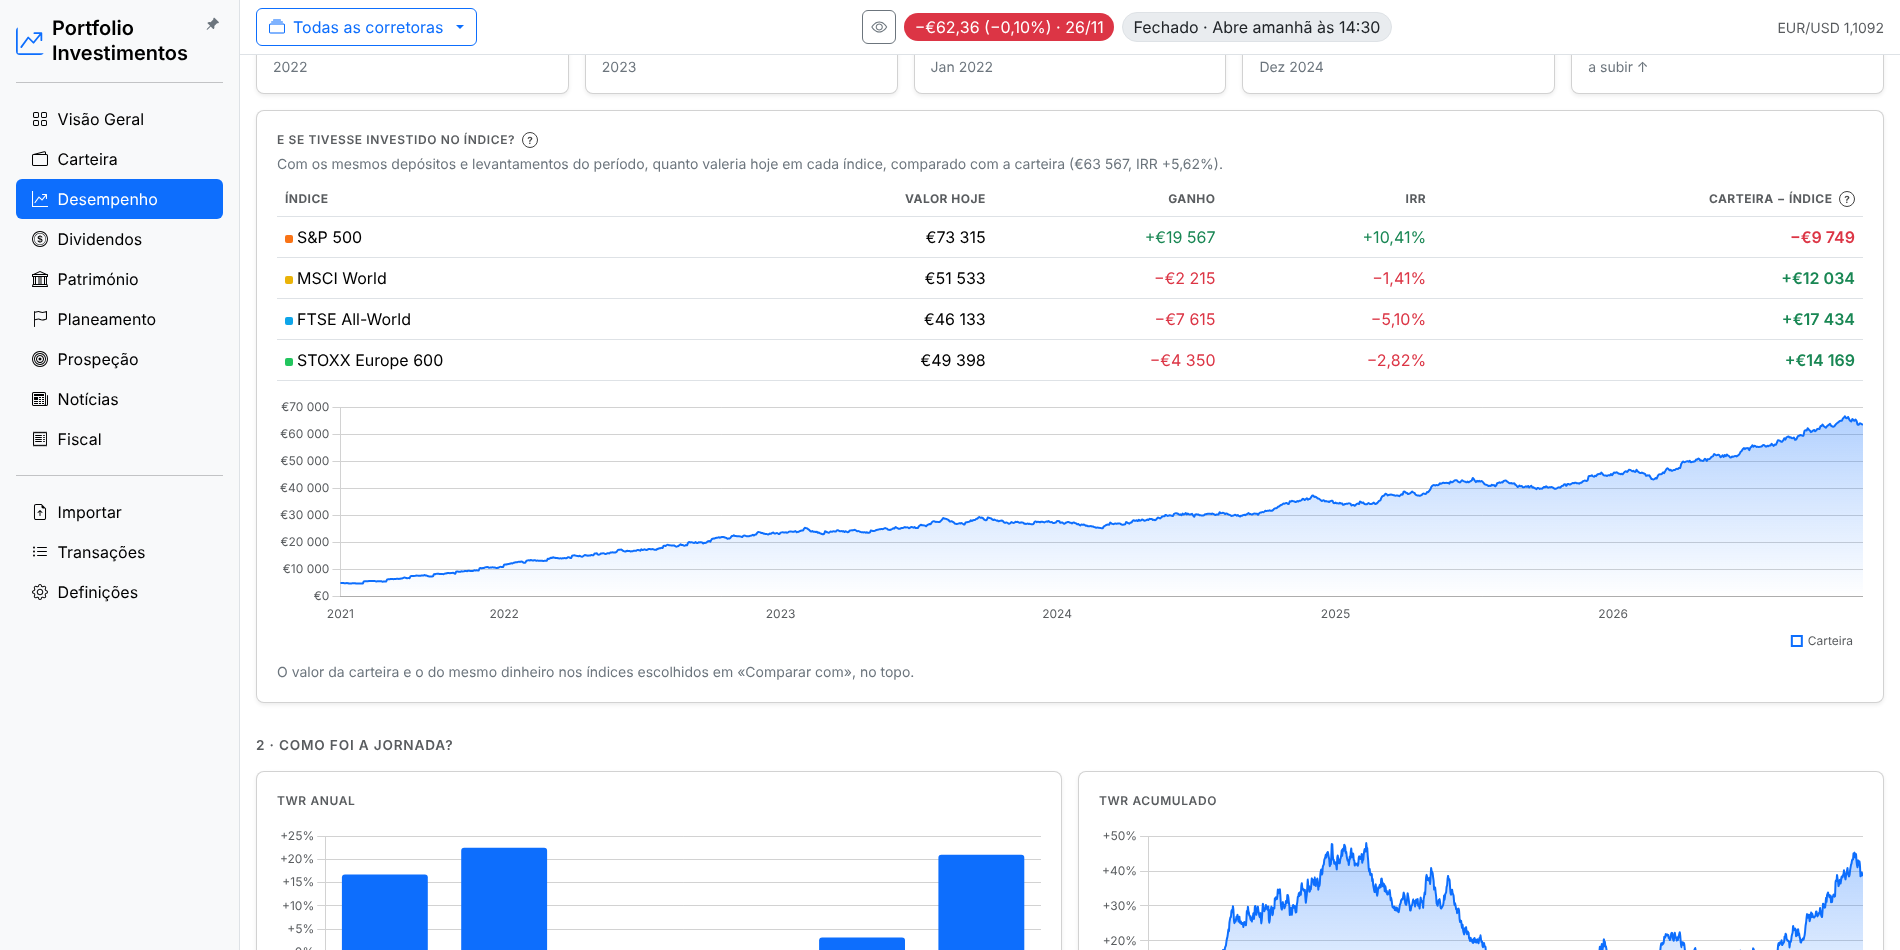 Portfolio
Investimentos
Visão Geral
Carteira
Desempenho
Dividendos
Património
Planeamento
Prospeção
Notícias
Fiscal
Importar
Transações
Definições
Todas as corretoras
−€62,36 (−0,10%) · 26/11
Fechado · Abre amanhã às 14:30
EUR/USD 1,1092
2022
2023
Jan 2022
Dez 2024
a subir ↑
E SE TIVESSE INVESTIDO NO ÍNDICE? ?
Com os mesmos depósitos e levantamentos do período, quanto valeria hoje em cada índice, comparado com a carteira (€63 567, IRR +5,62%).
ÍNDICE VALOR HOJE GANHO IRR CARTEIRA − ÍNDICE ?
S&P 500 €73 315 +€19 567 +10,41% −€9 749
MSCI World €51 533 −€2 215 −1,41% +€12 034
FTSE All-World €46 133 −€7 615 −5,10% +€17 434
STOXX Europe 600 €49 398 −€4 350 −2,82% +€14 169
€70 000
€60 000
€50 000
€40 000
€30 000
€20 000
€10 000
€0
2021 2022 2023 2024 2025 2026
Carteira
O valor da carteira e o do mesmo dinheiro nos índices escolhidos em «Comparar com», no topo.
2 · COMO FOI A JORNADA?
TWR ANUAL
+25%
+20%
+15%
+10%
+5%
0%
TWR ACUMULADO
+50%
+40%
+30%
+20%